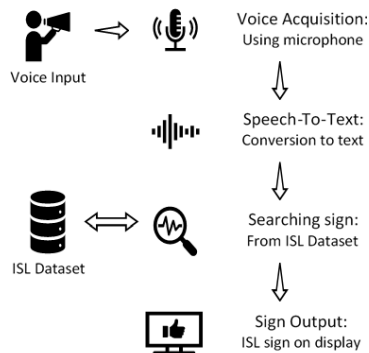 Voice Acquisition:
Using microphone
Voice Input
Speech-To-Text:
Conversion to text
Searching sign:
From ISL Dataset
ISL Dataset
Sign Output:
ISL sign on display